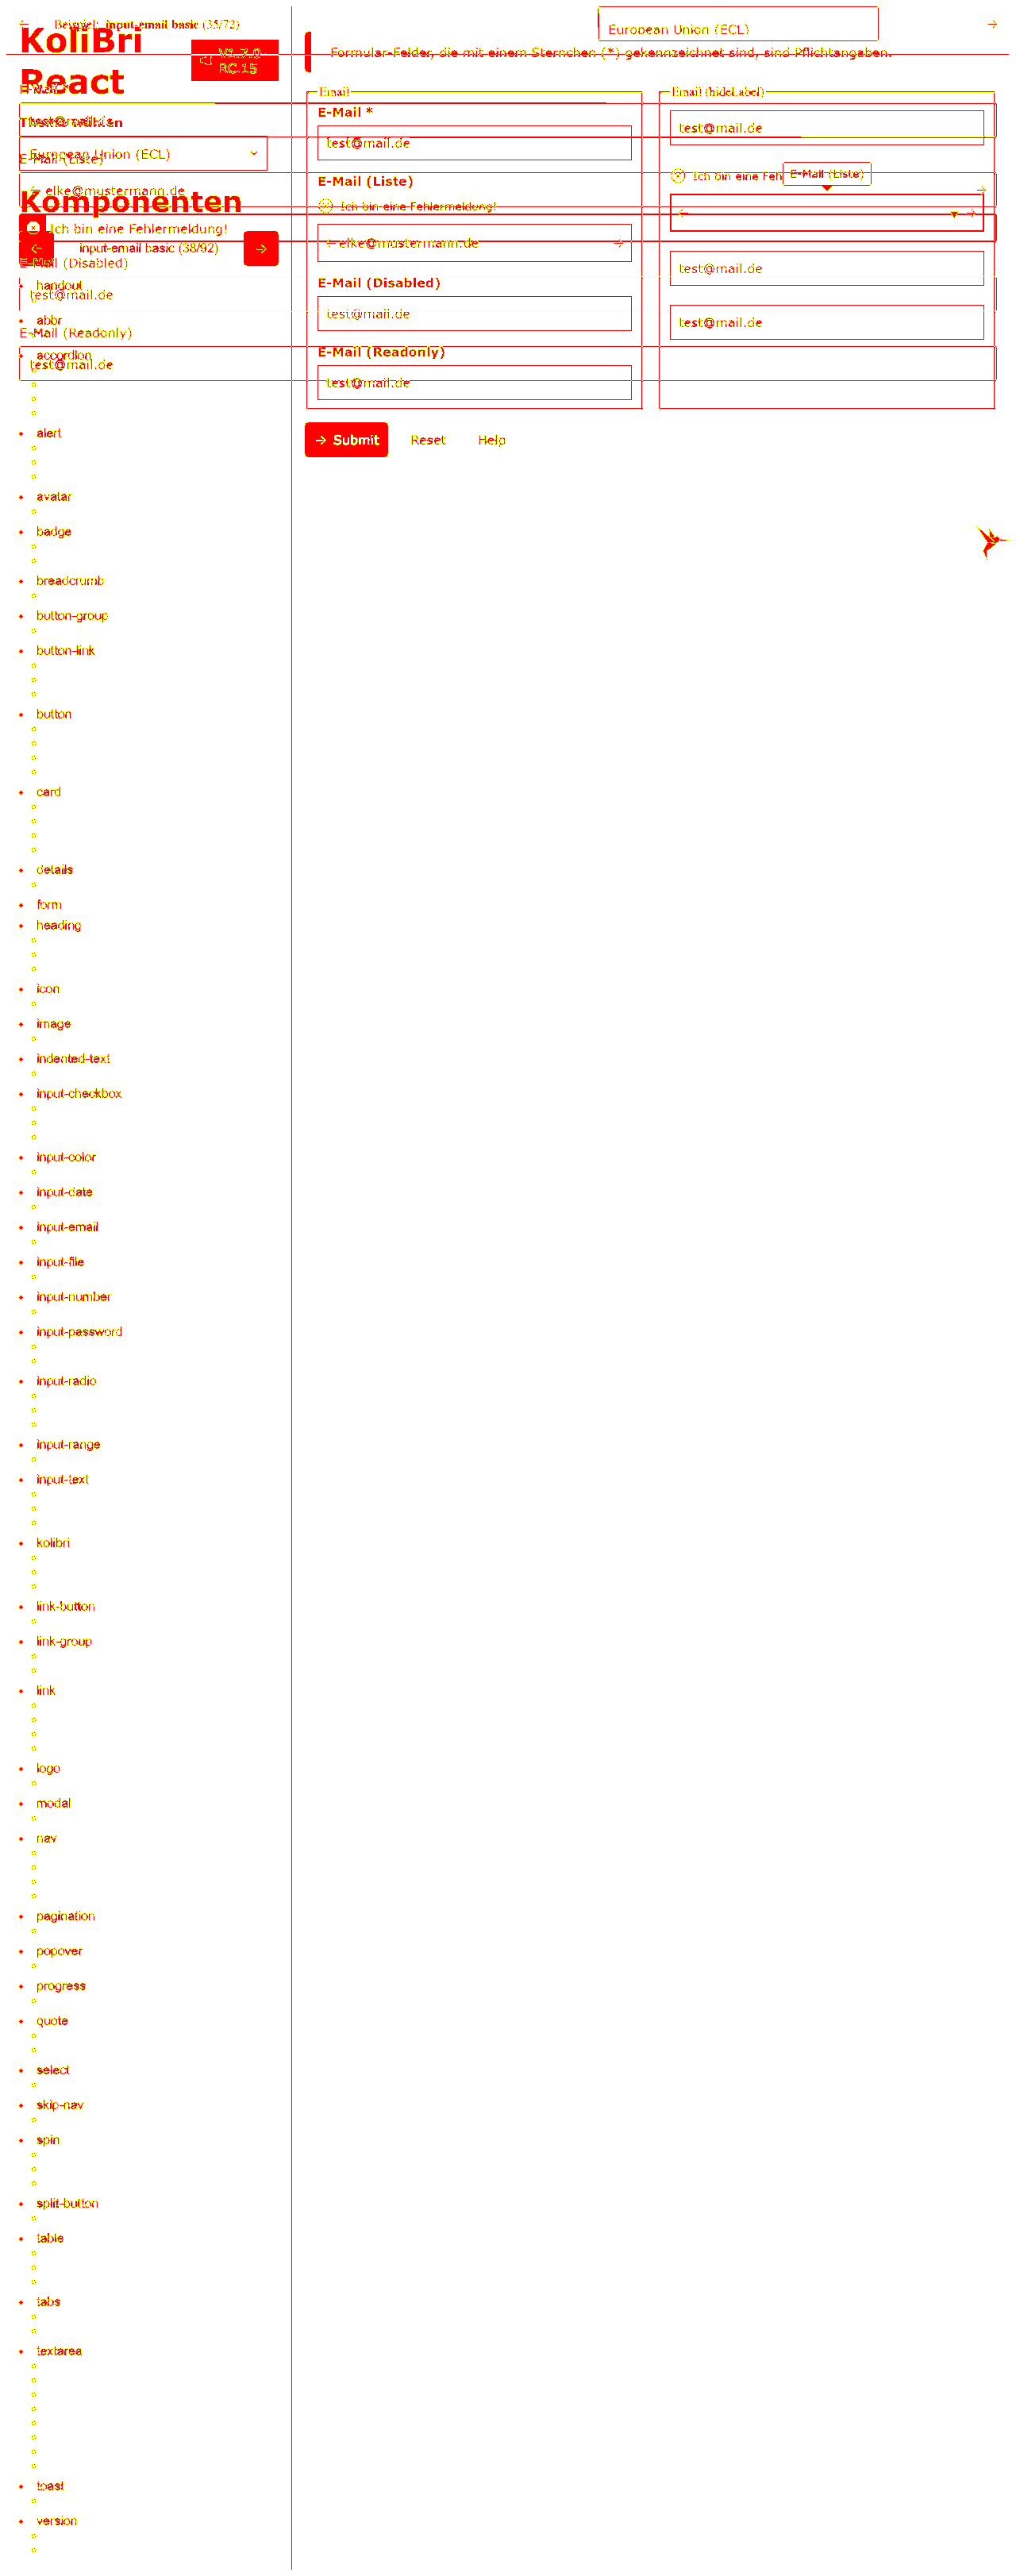 Beispiel: input-email basic (35/72)
European Union (ECL)
KoliBri
React
V1.7.0
RC.15
E-Mail *
test@mail.de
European Union (ECL)
E-Mail (Liste)
elke@mustermann.de
Komponenten
Ich bin eine Fehlermeldung!
input-email basic (38/92)
E-Mail (Disabled)
handout
test@mail.de
abbr
E-Mail (Readonly)
accordion
test@mail.de
alert
avatar
badge
breadcrumb
button-group
button-link
button
card
details
form
heading
icon
image
indented-text
input-checkbox
input-color
input-date
input-email
input-file
input-number
input-password
input-radio
input-range
input-text
kolibri
link-button
link-group
link
logo
modal
nav
pagination
popover
progress
quote
select
skip-nav
spin
split-button
table
tabs
textarea
toast
version
Formular-Felder, die mit einem Sternchen (*) gekennzeichnet sind, sind Pflichtangaben.
Email
E-Mail *
test@mail.de
E-Mail (Liste)
Ich bin eine Fehlermeldung!
elke@mustermann.de
E-Mail (Disabled)
test@mail.de
E-Mail (Readonly)
test@mail.de
Email (hideLabel)
test@mail.de
Ich bin eine
E-Mail (Liste)
test@mail.de
test@mail.de
Submit
Reset
Help